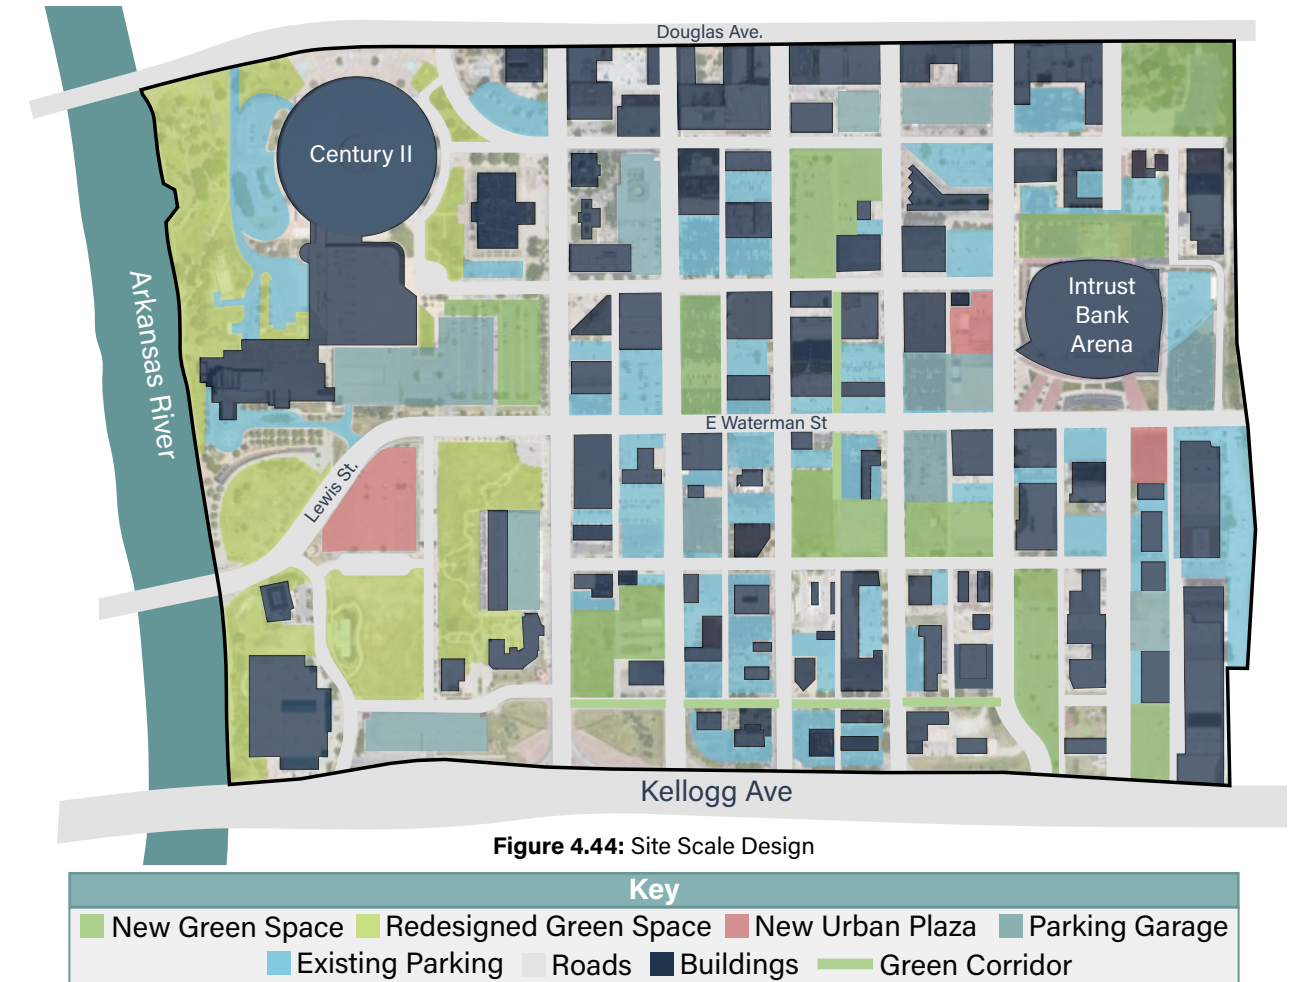 Douglas Ave.
Century II
Arkansas River
Intrust
Bank
Arena
E Waterman St
Lewis St.
Kellogg Ave
Figure 4.44: Site Scale Design
Key
New Green Space Redesigned Green Space New Urban Plaza Parking Garage
Existing Parking Roads Buildings Green Corridor